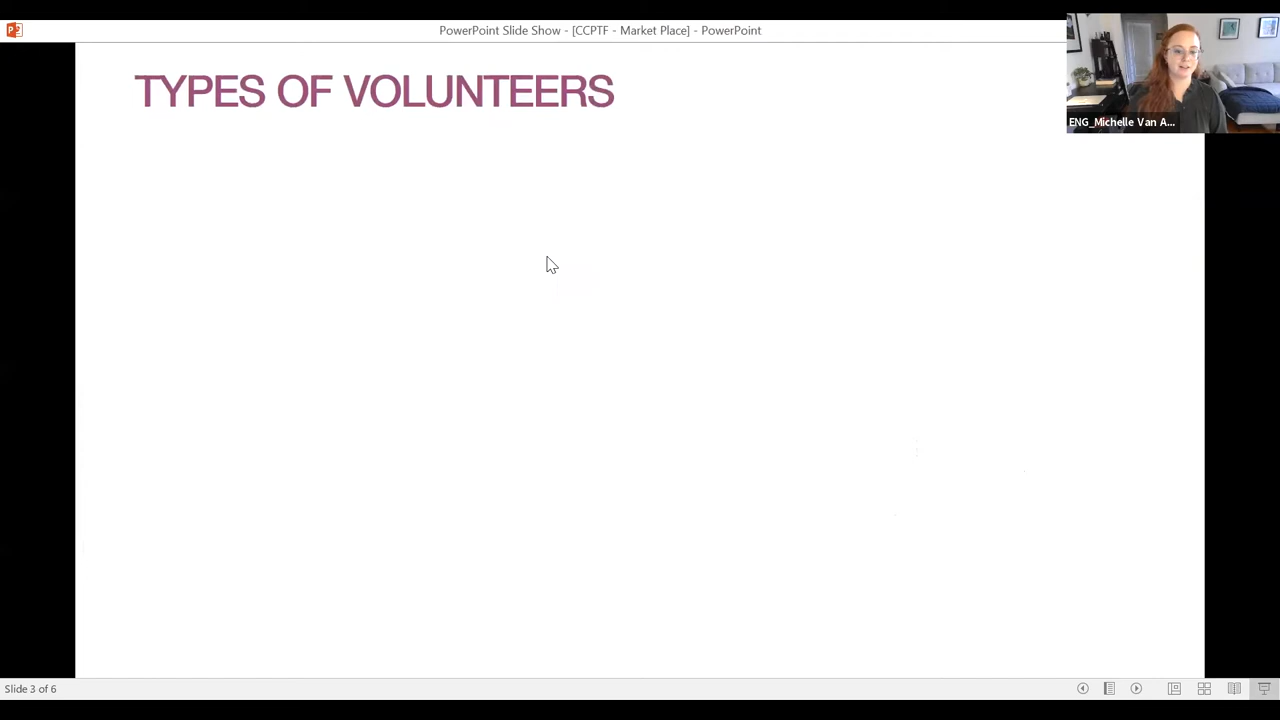 PowerPoint Slide Show - [CCPTF - Market Place] - PowerPoint
TYPES OF VOLUNTEERS
ENG_Michelle Van A...
Slide 3 of 6